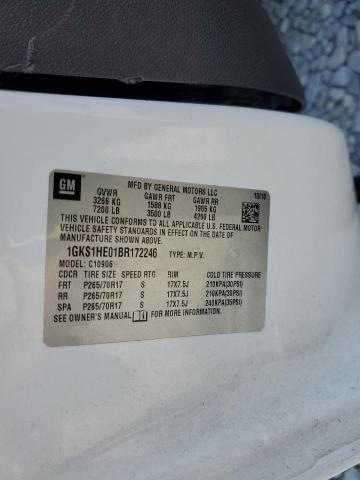 GM
MFD BY GENERAL MOTORS LLC 10/10
GVWR GAWR FRT GAWR RR
3266 KG 1588 KG 1905 KG
7200 LB 3500 LB 4200 LB
THIS VEHICLE CONFORMS TO ALL APPLICABLE U.S. FEDERAL MOTOR
VEHICLE SAFETY STANDARDS IN EFFECT ON THE DATE OF MANUFACTURE SHOWN ABOVE.
1GKS1HE01BR172246 TYPE: M.P.V.
MODEL: C10906
CDCR TIRE SIZE SPEED RTG RIM COLD TIRE PRESSURE
FRT P265/70R17 S 17X7.5J 210KPA(30PSI)
RR P265/70R17 S 17X7.5J 210KPA(30PSI)
SPA P265/70R17 S 17X7.5J 240KPA(35PSI)
SEE OWNER'S MANUAL FOR MORE INFORMATION.